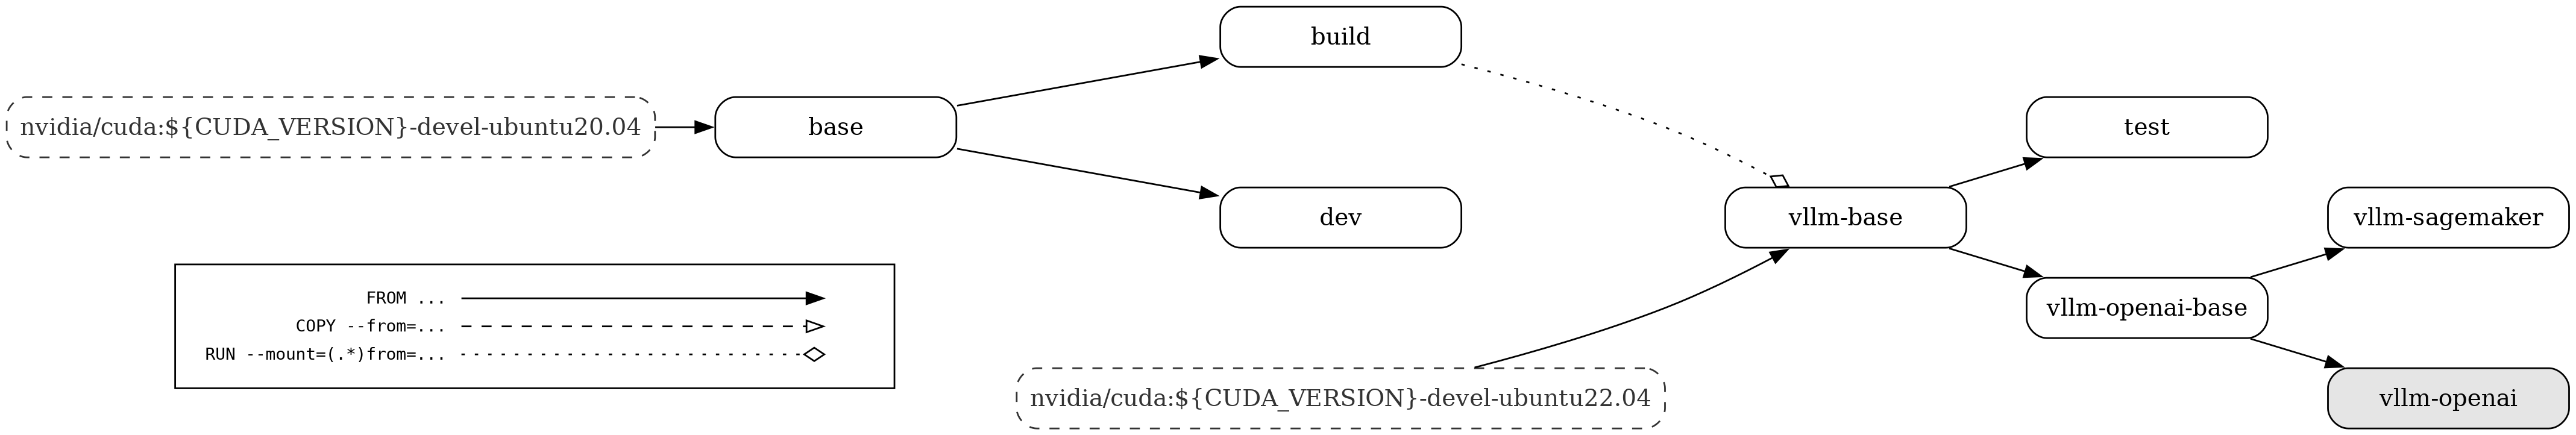 build
nvidia/cuda:${CUDA_VERSION}-devel-ubuntu20.04
base
test
dev
vllm-base
vllm-sagemaker
FROM ...
COPY --from=...
RUN --mount=(.*)from=...
vllm-openai-base
nvidia/cuda:${CUDA_VERSION}-devel-ubuntu22.04
vllm-openai